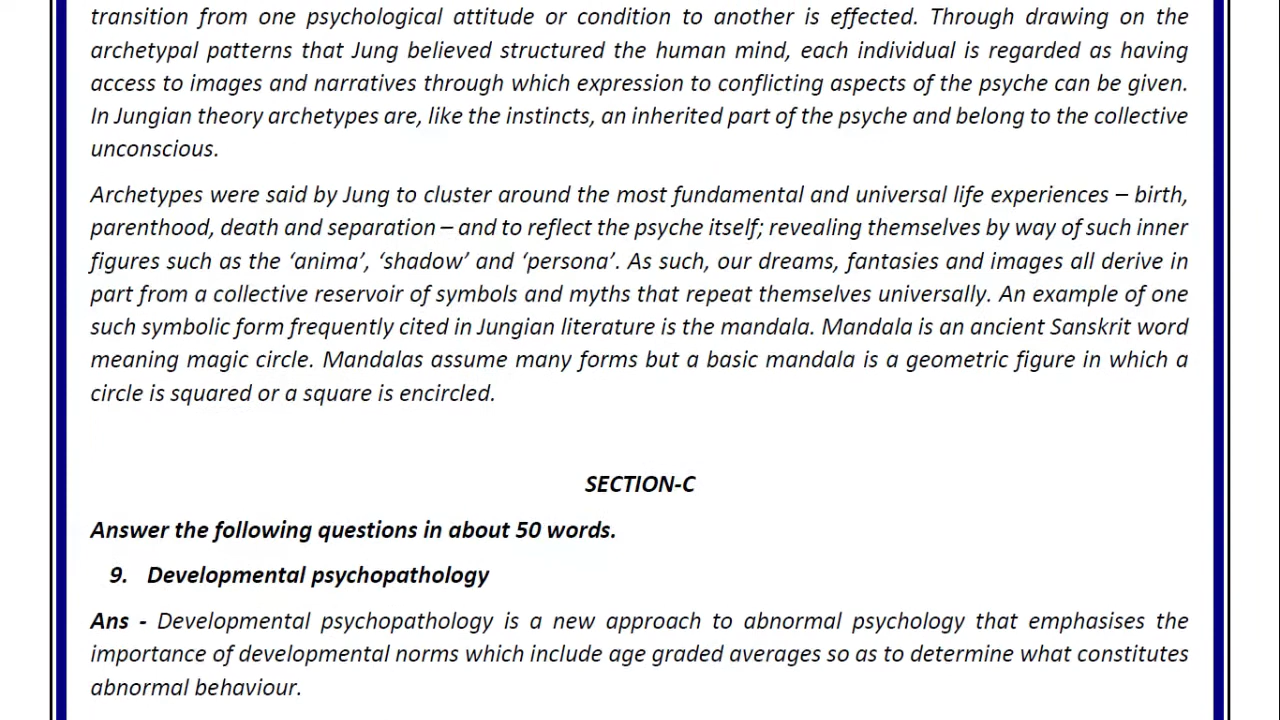 transition from one psychological attitude or condition to another is effected. Through drawing on the
archetypal patterns that Jung believed structured the human mind, each individual is regarded as having
access to images and narratives through which expression to conflicting aspects of the psyche can be given.
In Jungian theory archetypes are, like the instincts, an inherited part of the psyche and belong to the collective
unconscious.
Archetypes were said by Jung to cluster around the most fundamental and universal life experiences – birth,
parenthood, death and separation – and to reflect the psyche itself; revealing themselves by way of such inner
figures such as the ‘anima’, ‘shadow’ and ‘persona’. As such, our dreams, fantasies and images all derive in
part from a collective reservoir of symbols and myths that repeat themselves universally. An example of one
such symbolic form frequently cited in Jungian literature is the mandala. Mandala is an ancient Sanskrit word
meaning magic circle. Mandalas assume many forms but a basic mandala is a geometric figure in which a
circle is squared or a square is encircled.
SECTION-C
Answer the following questions in about 50 words.
9. Developmental psychopathology
Ans - Developmental psychopathology is a new approach to abnormal psychology that emphasises the
importance of developmental norms which include age graded averages so as to determine what constitutes
abnormal behaviour.